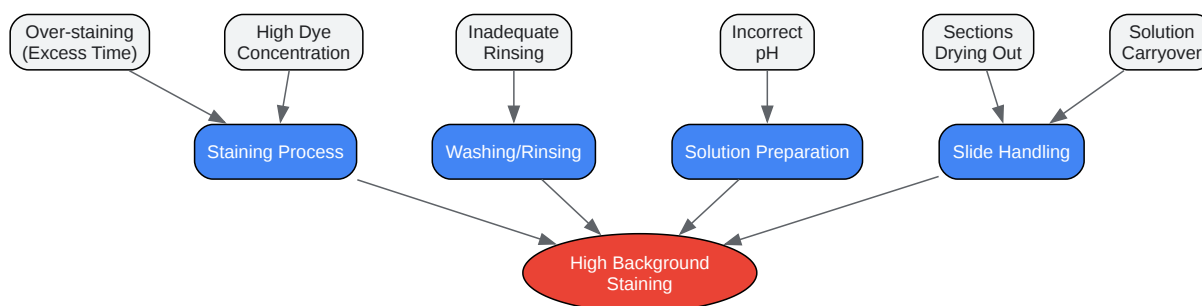 Over-staining
(Excess Time)
High Dye
Concentration
Inadequate
Rinsing
Incorrect
pH
Sections
Drying Out
Solution
Carryover
Staining Process
Washing/Rinsing
Solution Preparation
Slide Handling
High Background
Staining